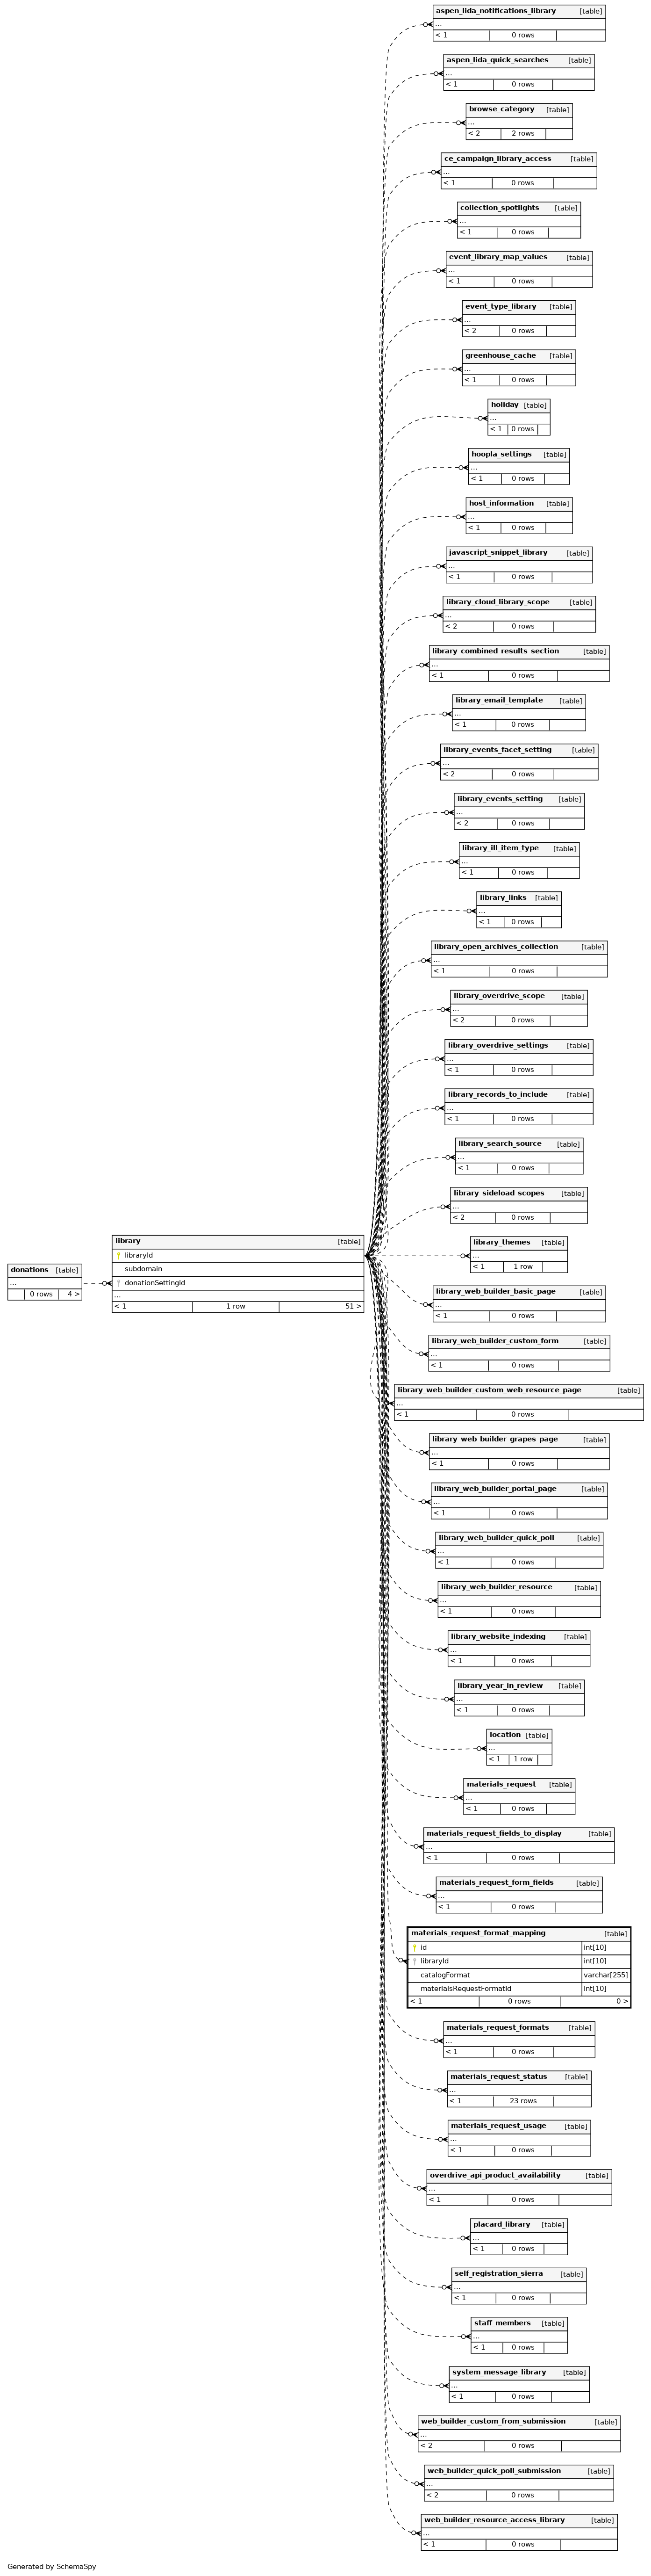 aspen_lida_notifications_library [table]
...
< 1 0 rows
aspen_lida_quick_searches [table]
...
< 1 0 rows
browse_category [table]
...
< 2 2 rows
ce_campaign_library_access [table]
...
< 1 0 rows
collection_spotlights [table]
...
< 1 0 rows
event_library_map_values [table]
...
< 1 0 rows
event_type_library [table]
...
< 2 0 rows
greenhouse_cache [table]
...
< 1 0 rows
holiday [table]
...
< 1 0 rows
hoopla_settings [table]
...
< 1 0 rows
host_information [table]
...
< 1 0 rows
javascript_snippet_library [table]
...
< 1 0 rows
library_cloud_library_scope [table]
...
< 2 0 rows
library_combined_results_section [table]
...
< 1 0 rows
library_email_template [table]
...
< 1 0 rows
library_events_facet_setting [table]
...
< 2 0 rows
library_events_setting [table]
...
< 2 0 rows
library_ill_item_type [table]
...
< 1 0 rows
library_links [table]
...
< 1 0 rows
library_open_archives_collection [table]
...
< 1 0 rows
library_overdrive_scope [table]
...
< 2 0 rows
library_overdrive_settings [table]
...
< 1 0 rows
library_records_to_include [table]
...
< 1 0 rows
library_search_source [table]
...
< 1 0 rows
library_sideload_scopes [table]
...
< 2 0 rows
donations [table]
...
0 rows 4 >
library [table]
libraryId
subdomain
donationSettingId
...
< 1 1 row 51 >
library_themes [table]
...
< 1 1 row
library_web_builder_basic_page [table]
...
< 1 0 rows
library_web_builder_custom_form [table]
...
< 1 0 rows
library_web_builder_custom_web_resource_page [table]
...
< 1 0 rows
library_web_builder_grapes_page [table]
...
< 1 0 rows
library_web_builder_portal_page [table]
...
< 1 0 rows
library_web_builder_quick_poll [table]
...
< 1 0 rows
library_web_builder_resource [table]
...
< 1 0 rows
library_website_indexing [table]
...
< 1 0 rows
library_year_in_review [table]
...
< 1 0 rows
location [table]
...
< 1 1 row
materials_request [table]
...
< 1 0 rows
materials_request_fields_to_display [table]
...
< 1 0 rows
materials_request_form_fields [table]
...
< 1 0 rows
materials_request_format_mapping [table]
id int[10]
libraryId int[10]
catalogFormat varchar[255]
materialsRequestFormatId int[10]
< 1 0 rows 0 >
materials_request_formats [table]
...
< 1 0 rows
materials_request_status [table]
...
< 1 23 rows
materials_request_usage [table]
...
< 1 0 rows
overdrive_api_product_availability [table]
...
< 1 0 rows
placard_library [table]
...
< 1 0 rows
self_registration_sierra [table]
...
< 1 0 rows
staff_members [table]
...
< 1 0 rows
system_message_library [table]
...
< 1 0 rows
web_builder_custom_from_submission [table]
...
< 2 0 rows
web_builder_quick_poll_submission [table]
...
< 2 0 rows
web_builder_resource_access_library [table]
...
< 1 0 rows
Generated by SchemaSpy